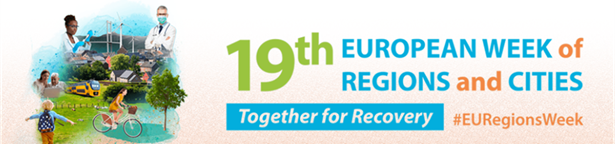 19th EUROPEAN WEEK of
REGIONS and CITIES
Together for Recovery #EURegionsWeek